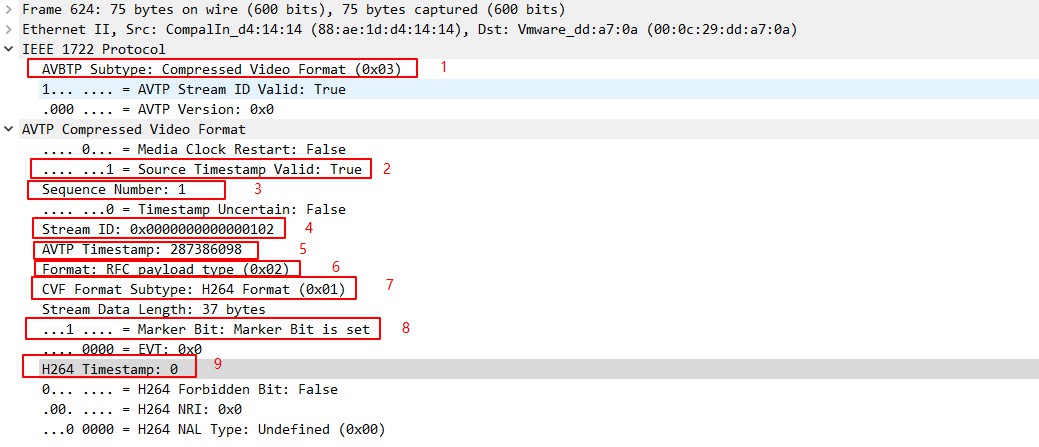 Frame 624: 75 bytes on wire (600 bits), 75 bytes captured (600 bits)
Ethernet II, Src: CompalIn_d4:14:14 (88:ae:1d:d4:14:14), Dst: Vmware_dd:a7:0a (00:0c:29:dd:a7:0a)
IEEE 1722 Protocol
AVBTP Subtype: Compressed Video Format (0x03) 1
1... .... = AVTP Stream ID Valid: True
.000 .... = AVTP Version: 0x0
AVTP Compressed Video Format
.... 0... = Media Clock Restart: False
.... ...1 = Source Timestamp Valid: True 2
Sequence Number: 1 3
.... ...0 = Timestamp Uncertain: False
Stream ID: 0x0000000000000102 4
AVTP Timestamp: 287386098 5
Format: RFC payload type (0x02) 6
CVF Format Subtype: H264 Format (0x01) 7
Stream Data Length: 37 bytes
...1 .... = Marker Bit: Marker Bit is set 8
.... 0000 = EVT: 0x0
H264 Timestamp: 0 9
0... .... = H264 Forbidden Bit: False
.00. .... = H264 NRI: 0x0
...0 0000 = H264 NAL Type: Undefined (0x00)